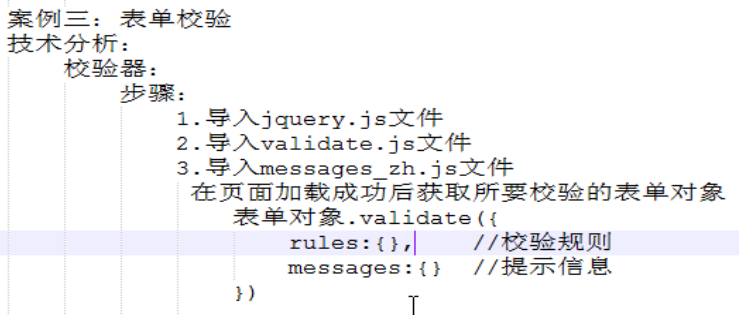 案例三：表单校验
技术分析：
校验器：
步骤：
1.导入jquery.js文件
2.导入validate.js文件
3.导入messages_zh.js文件
在页面加载成功后获取所要校验的表单对象
表单对象.validate({
rules:{}, //校验规则
messages:{} //提示信息
})